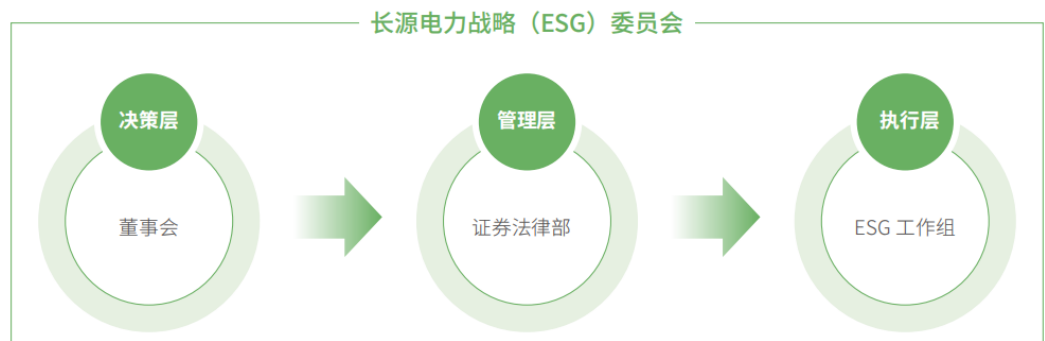 长源电力战略（ESG）委员会
决策层
管理层
执行层
董事会
证券法律部
ESG 工作组